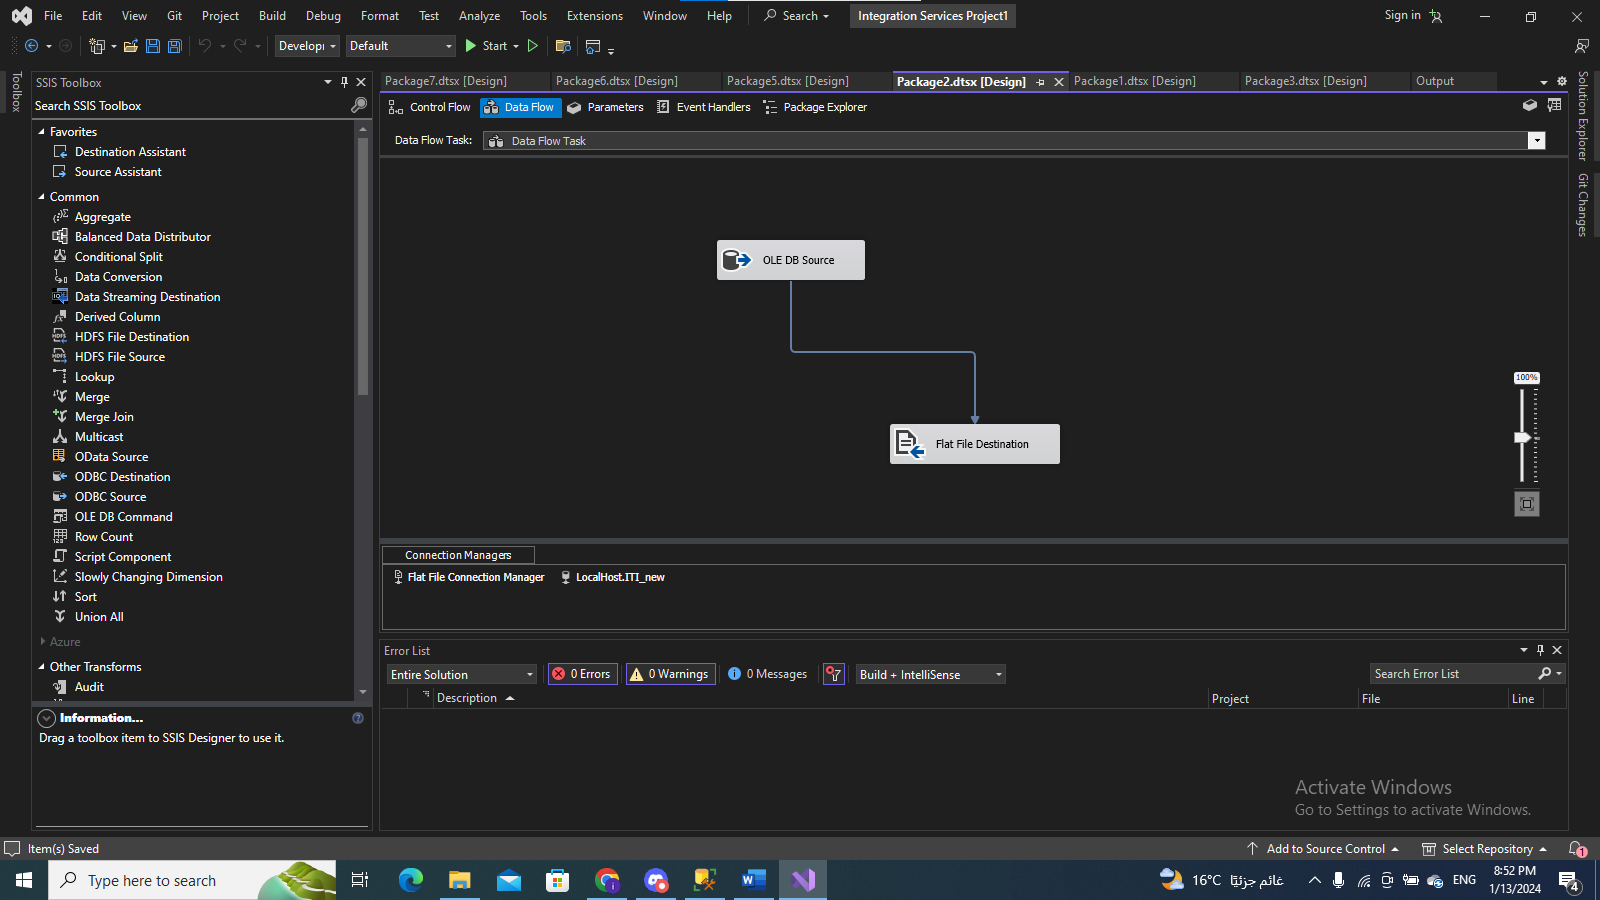 File Edit View Git Project Build Debug Format Test Analyze Tools Extensions Window Help Search Integration Services Project1 Sign in
Default Start
Toolbox
SSIS Toolbox
Search SSIS Toolbox
Favorites
Destination Assistant
Source Assistant
Common
Aggregate
Balanced Data Distributor
Conditional Split
Data Conversion
Data Streaming Destination
Derived Column
HDFS File Destination
HDFS File Source
Lookup
Merge
Merge Join
Multicast
OData Source
ODBC Destination
ODBC Source
OLE DB Command
Row Count
Script Component
Slowly Changing Dimension
Sort
Union All
Azure
Other Transforms
Audit
Information...
Drag a toolbox item to SSIS Designer to use it.
Package7.dtsx [Design] Package6.dtsx [Design] Package5.dtsx [Design] Package2.dtsx [Design] Package1.dtsx [Design] Package3.dtsx [Design] Output
Control Flow Data Flow Parameters Event Handlers Package Explorer
Data Flow Task: Data Flow Task
OLE DB Source
Flat File Destination
100%
Connection Managers
Flat File Connection Manager LocalHost.ITI_new
Error List
Entire Solution 0 Errors 0 Warnings 0 Messages Build + IntelliSense Search Error List
Description Project File Line
Activate Windows
Go to Settings to activate Windows.
Solution Explorer
Git Changes
Item(s) Saved Add to Source Control Select Repository 1
Type here to search 16°C غائم جزئيًا ENG 8:52 PM
1/13/2024 4